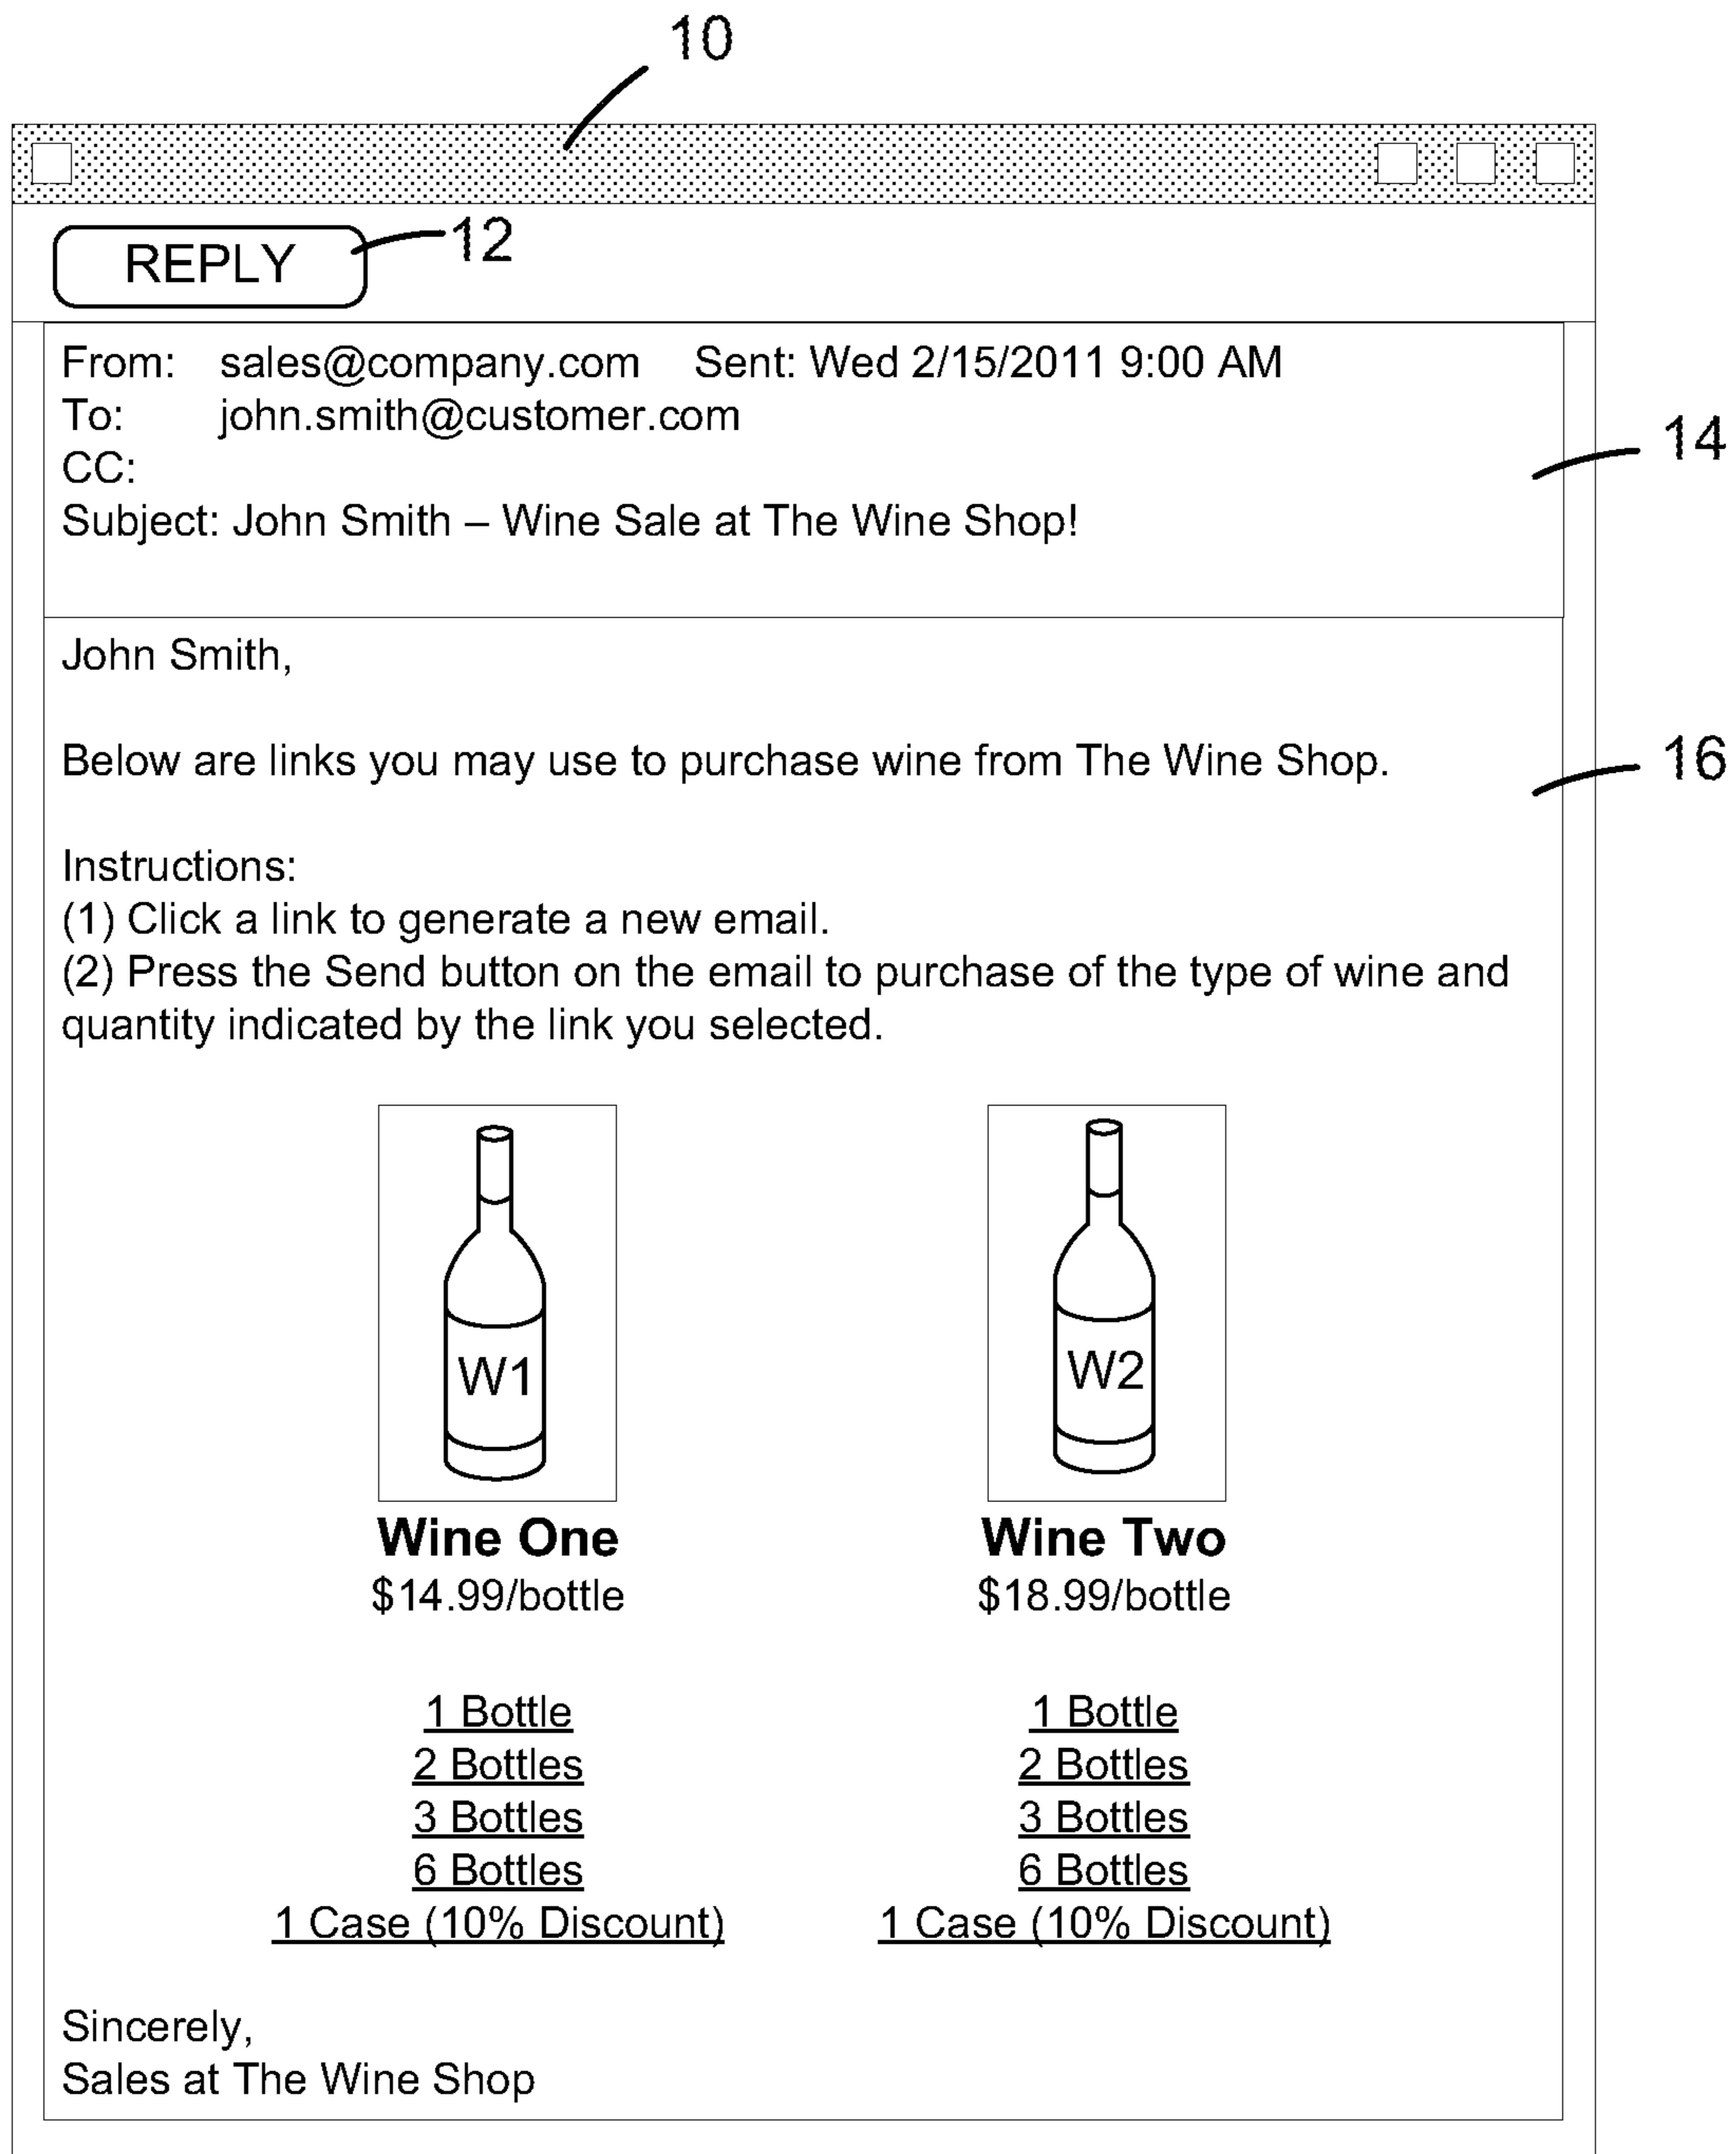 10
REPLY 12
From: sales@company.com Sent: Wed 2/15/2011 9:00 AM
To: john.smith@customer.com
CC:
14
Subject: John Smith – Wine Sale at The Wine Shop!
John Smith,
Below are links you may use to purchase wine from The Wine Shop.
16
Instructions:
(1) Click a link to generate a new email.
(2) Press the Send button on the email to purchase of the type of wine and
quantity indicated by the link you selected.
W1 W2
Wine One Wine Two
$14.99/bottle $18.99/bottle
1 Bottle 1 Bottle
2 Bottles 2 Bottles
3 Bottles 3 Bottles
6 Bottles 6 Bottles
1 Case (10% Discount) 1 Case (10% Discount)
Sincerely,
Sales at The Wine Shop